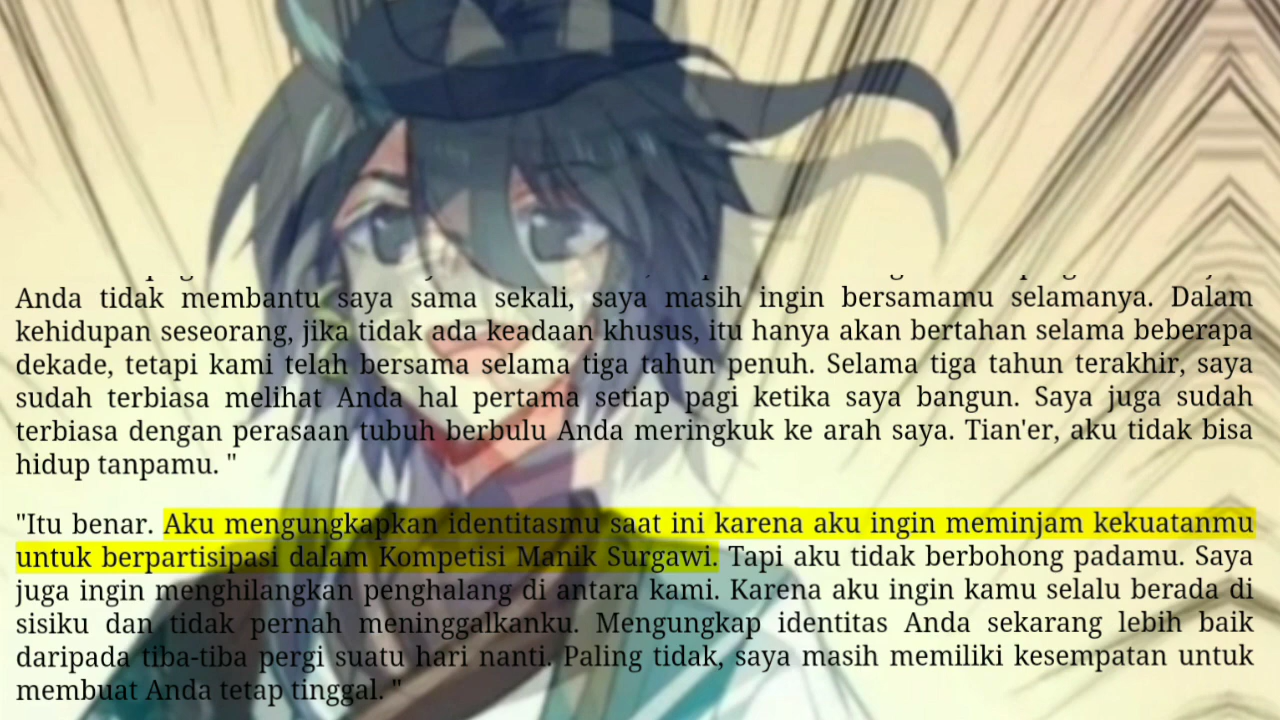 Anda tidak membantu saya sama sekali, saya masih ingin bersamamu selamanya. Dalam
kehidupan seseorang, jika tidak ada keadaan khusus, itu hanya akan bertahan selama beberapa
dekade, tetapi kami telah bersama selama tiga tahun penuh. Selama tiga tahun terakhir, saya
sudah terbiasa melihat Anda hal pertama setiap pagi ketika saya bangun. Saya juga sudah
terbiasa dengan perasaan tubuh berbulu Anda meringkuk ke arah saya. Tian'er, aku tidak bisa
hidup tanpamu. "
"Itu benar. Aku mengungkapkan identitasmu saat ini karena aku ingin meminjam kekuatanmu
untuk berpartisipasi dalam Kompetisi Manik Surgawi. Tapi aku tidak berbohong padamu. Saya
juga ingin menghilangkan penghalang di antara kami. Karena aku ingin kamu selalu berada di
sisiku dan tidak pernah meninggalkanku. Mengungkap identitas Anda sekarang lebih baik
daripada tiba-tiba pergi suatu hari nanti. Paling tidak, saya masih memiliki kesempatan untuk
membuat Anda tetap tinggal. "